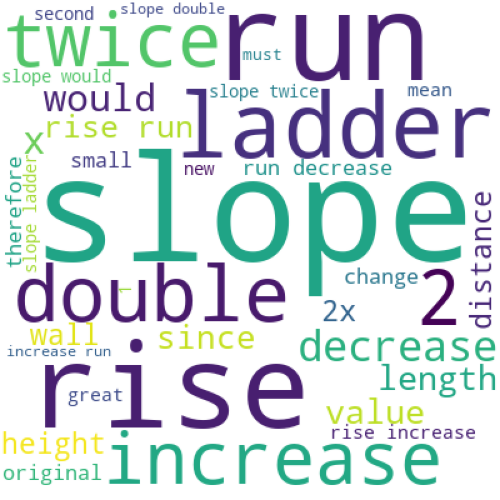 second
slope double
twice
run
must
slope would
slope twice
mean
would
ladder
x
rise run
small
new
run decrease
therefore
slope ladder
slope
distance
double
1
change
2
2x
wall
since
decrease
increase run
rise
length
great
value
height
increase
rise increase
original